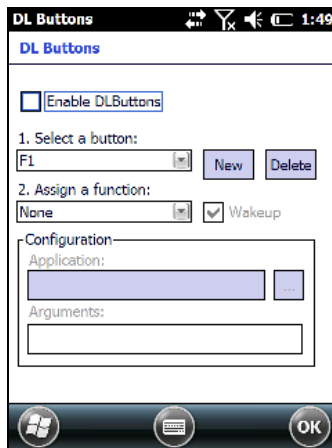 DL Buttons 1:49
DL Buttons
Enable DLButtons
1. Select a button:
F1 New Delete
2. Assign a function:
None Wakeup
Configuration
Application:
...
Arguments:
OK